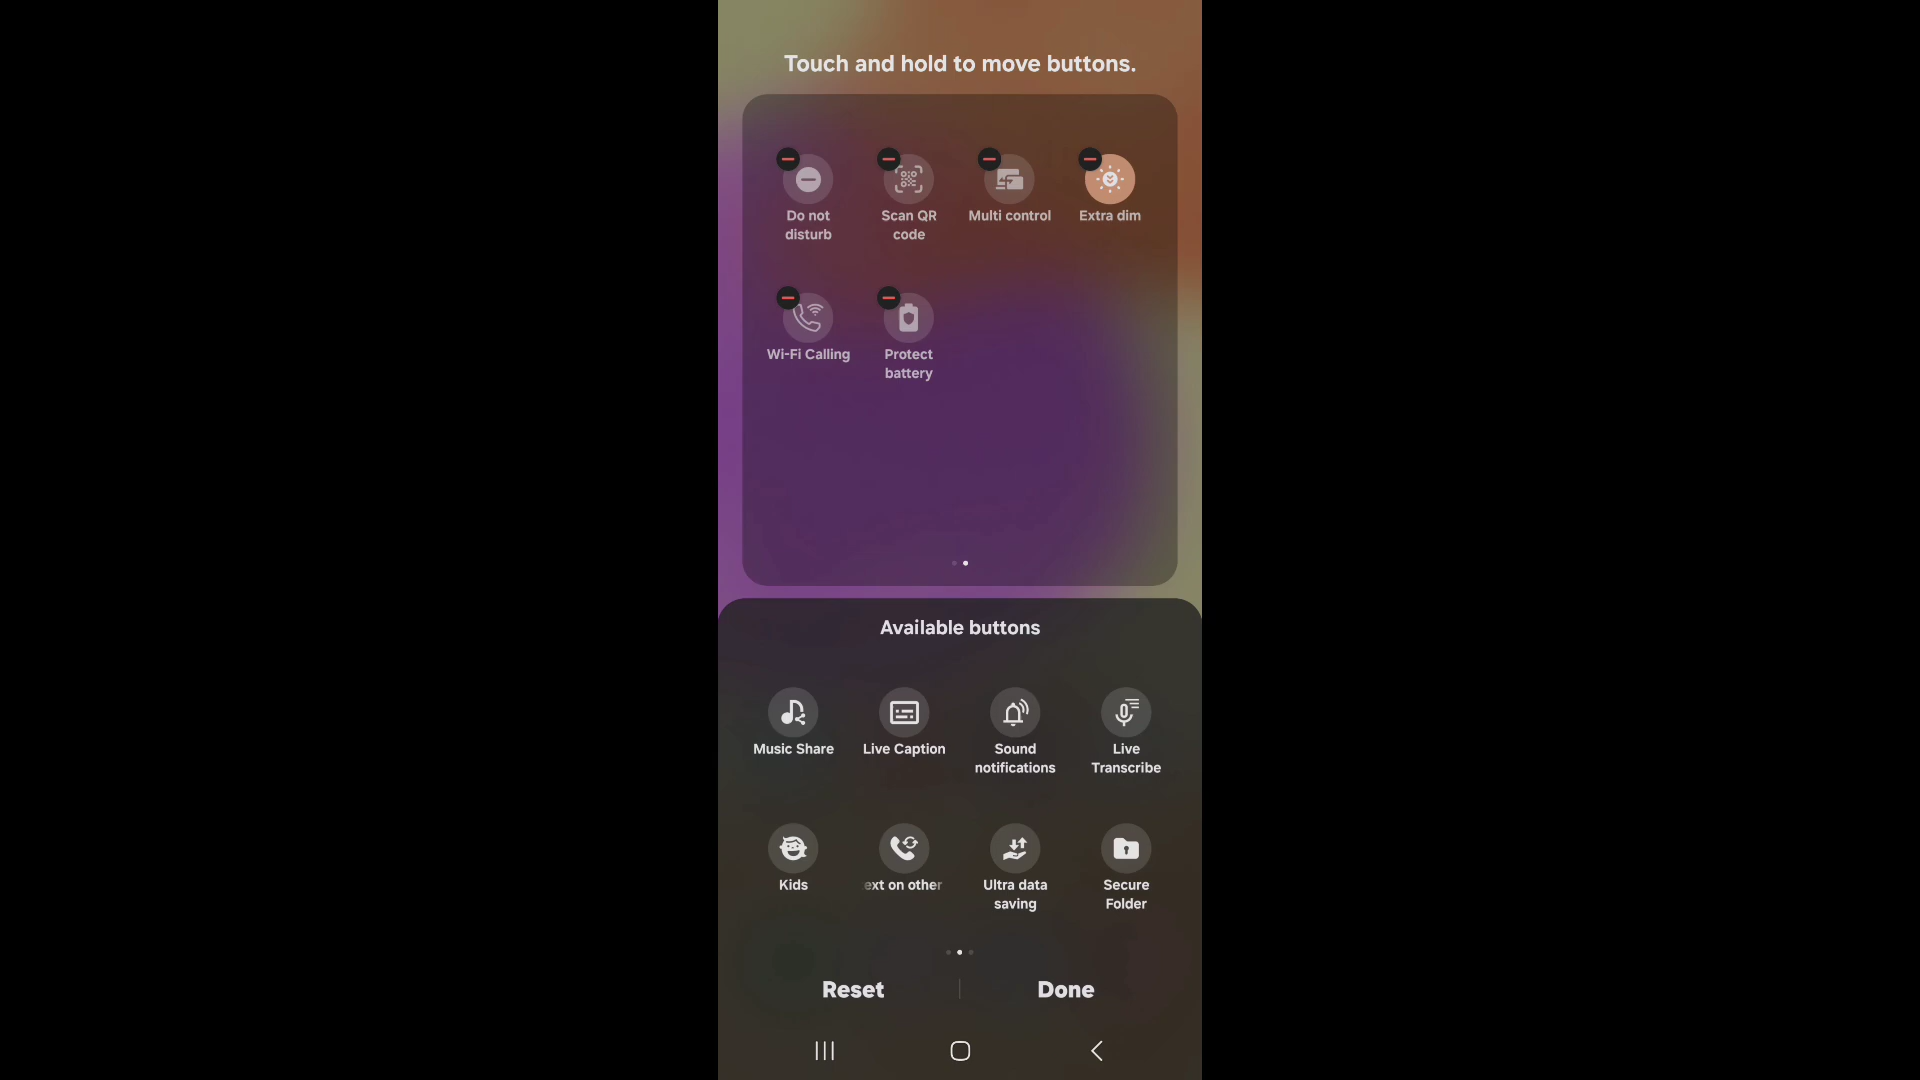 Touch and hold to move buttons.
Do not
disturb
Scan QR
code
Multi control
Extra dim
Wi-Fi Calling
Protect
battery
Available buttons
Music Share
Live Caption
Sound
notifications
Live
Transcribe
Kids
ext on other
Ultra data
saving
Secure
Folder
Reset
Done